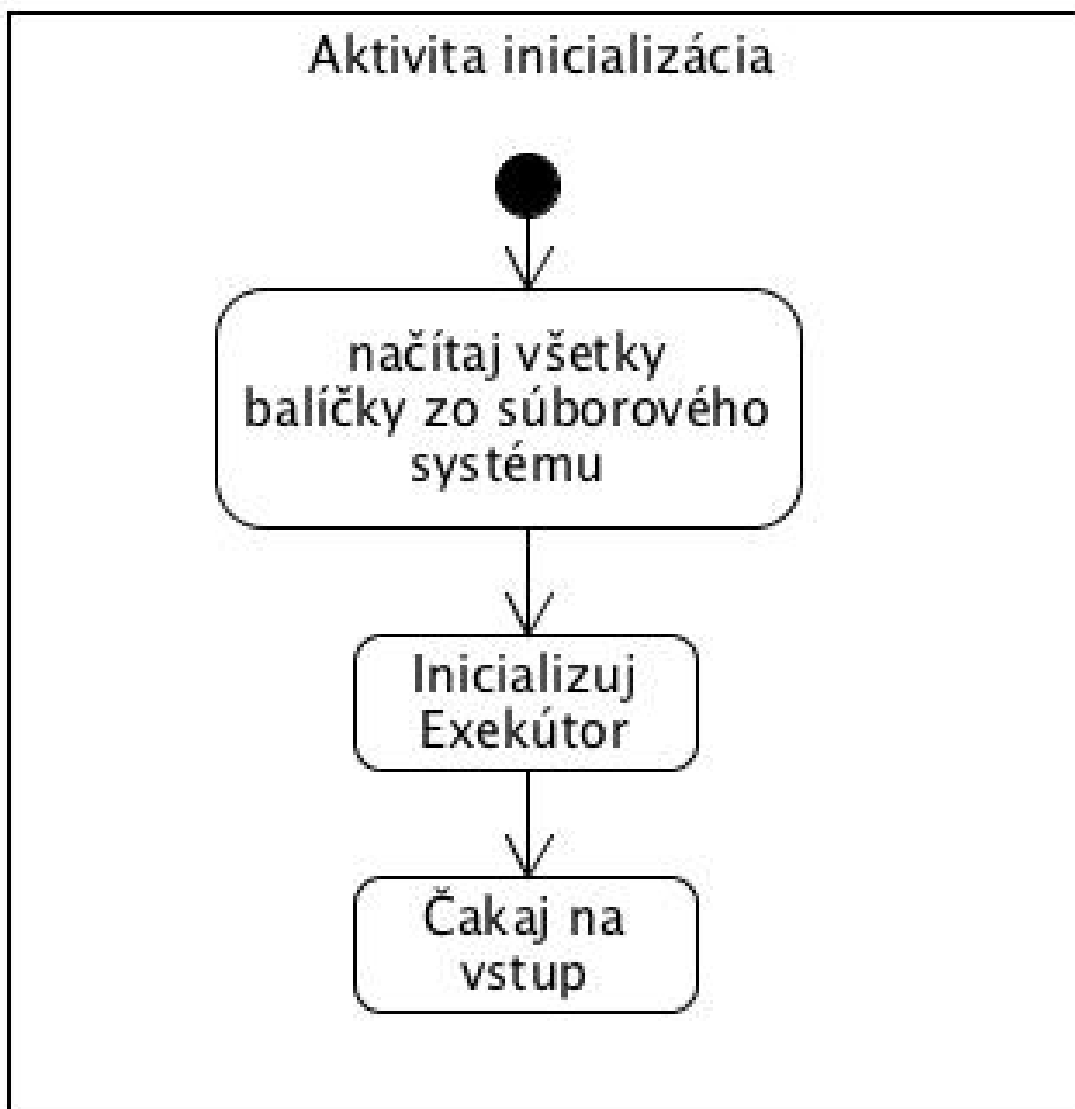 Aktivita inicializácia
načítaj všetky
balíčky zo súborového
systému
Inicializuj
Exekútor
Čakaj na
vstup